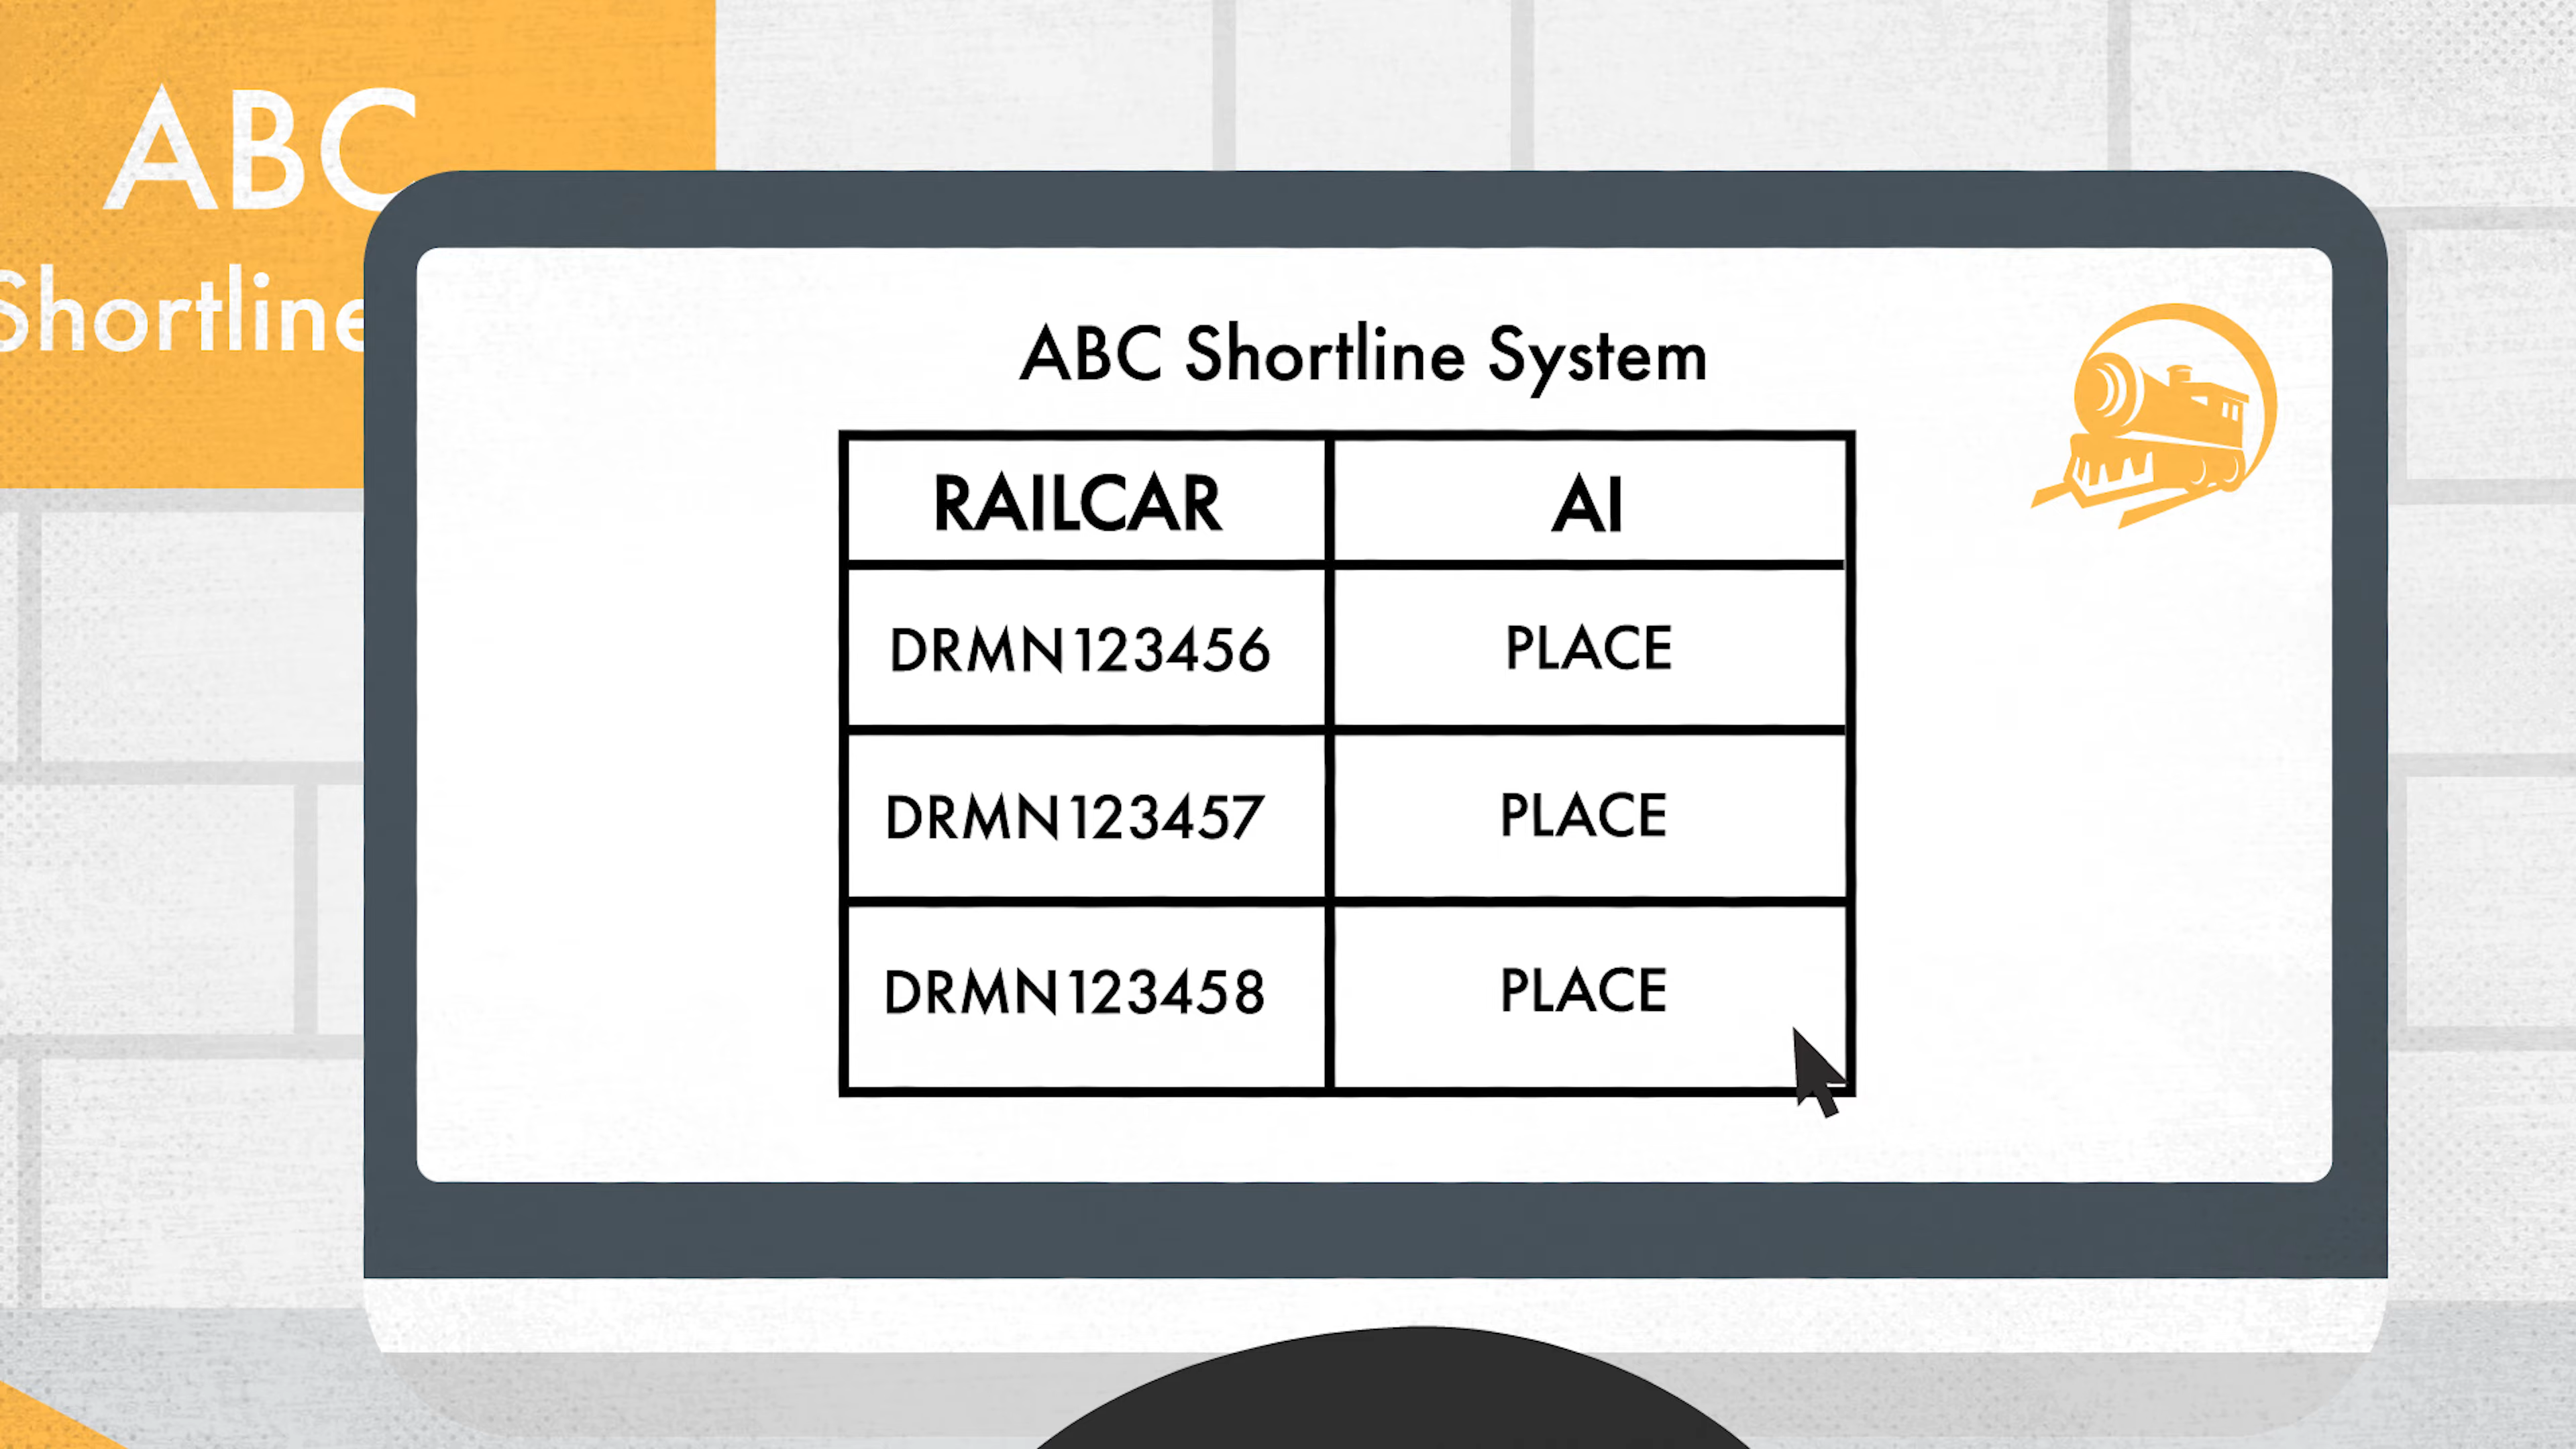 ABC
Shortline
ABC Shortline System
RAILCAR AI
DRMN123456 PLACE
DRMN123457 PLACE
DRMN123458 PLACE